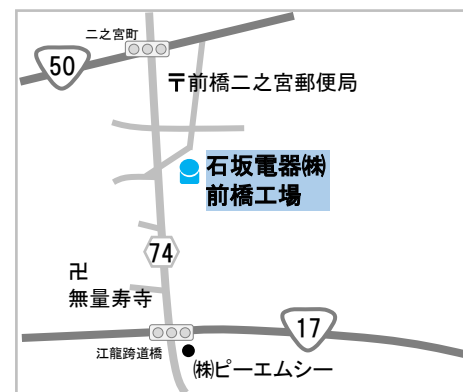 二之宮町
50
〒前橋二之宮郵便局
石坂電器㈱
前橋工場
74
卍
無量寿寺
17
江龍跨道橋
㈱ピーエムシー